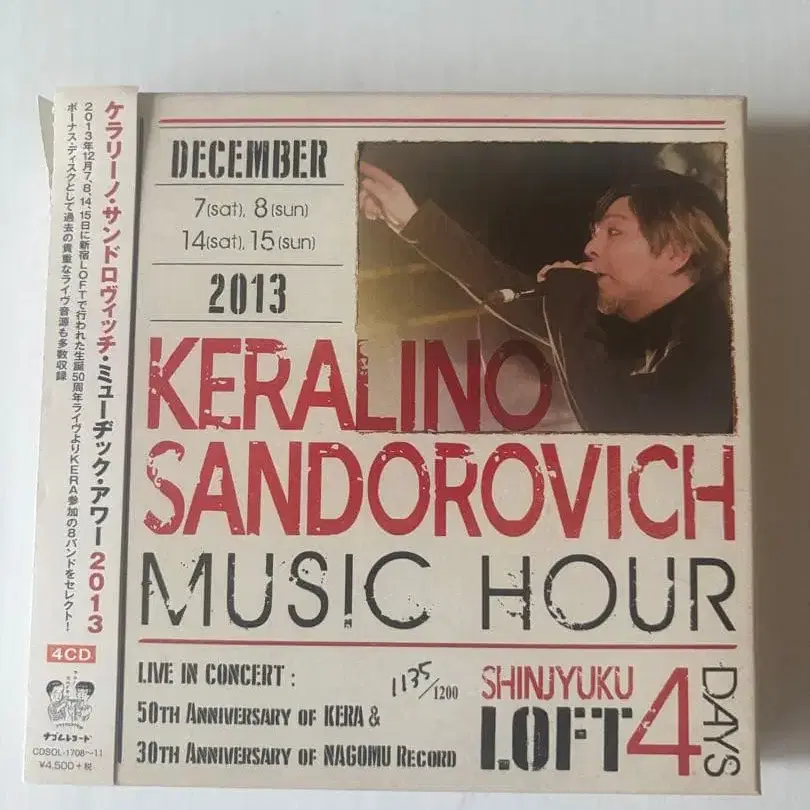 ケラリーノ・サンドロヴィッチ・ミュージック・アワー2013
2013年12月7、8、14、15日に新宿LOFTで行われた生誕50周年ライヴよりKERA参加の8バンドをセレクト！
ボーナス・ディスクとして過去の貴重なライヴ音源も多数収録
4CD
ナゴムレコード
CDSOL-1708〜11
¥4,500+税
DECEMBER
7(sat), 8(sun)
14(sat), 15(sun)
2013
KERALINO
SANDOROVICH
MUSIC HOUR
LIVE IN CONCERT :
50TH ANNIVERSARY OF KERA &
30TH ANNIVERSARY OF NAGOMU RECORD
1135/1200
SHINJYUKU
LOFT 4
DAYS